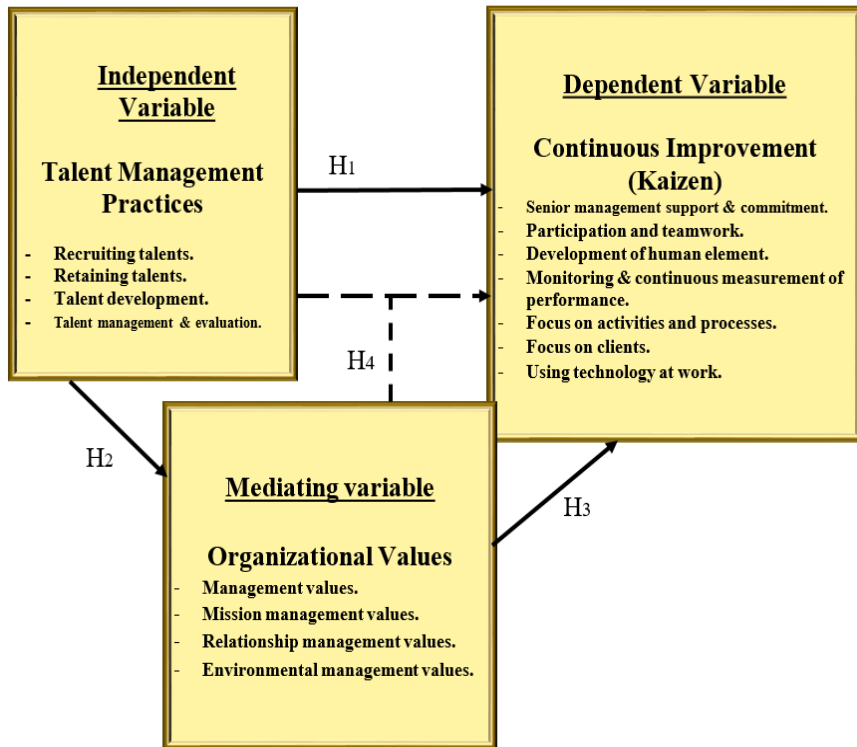 Independent
Variable
Talent Management
Practices
- Recruiting talents.
- Retaining talents.
- Talent development.
- Talent management & evaluation.
H1
H4
H2
Dependent Variable
Continuous Improvement
(Kaizen)
- Senior management support & commitment.
- Participation and teamwork.
- Development of human element.
- Monitoring & continuous measurement of
performance.
- Focus on activities and processes.
- Focus on clients.
- Using technology at work.
Mediating variable
Organizational Values
- Management values.
- Mission management values.
- Relationship management values.
- Environmental management values.
H3